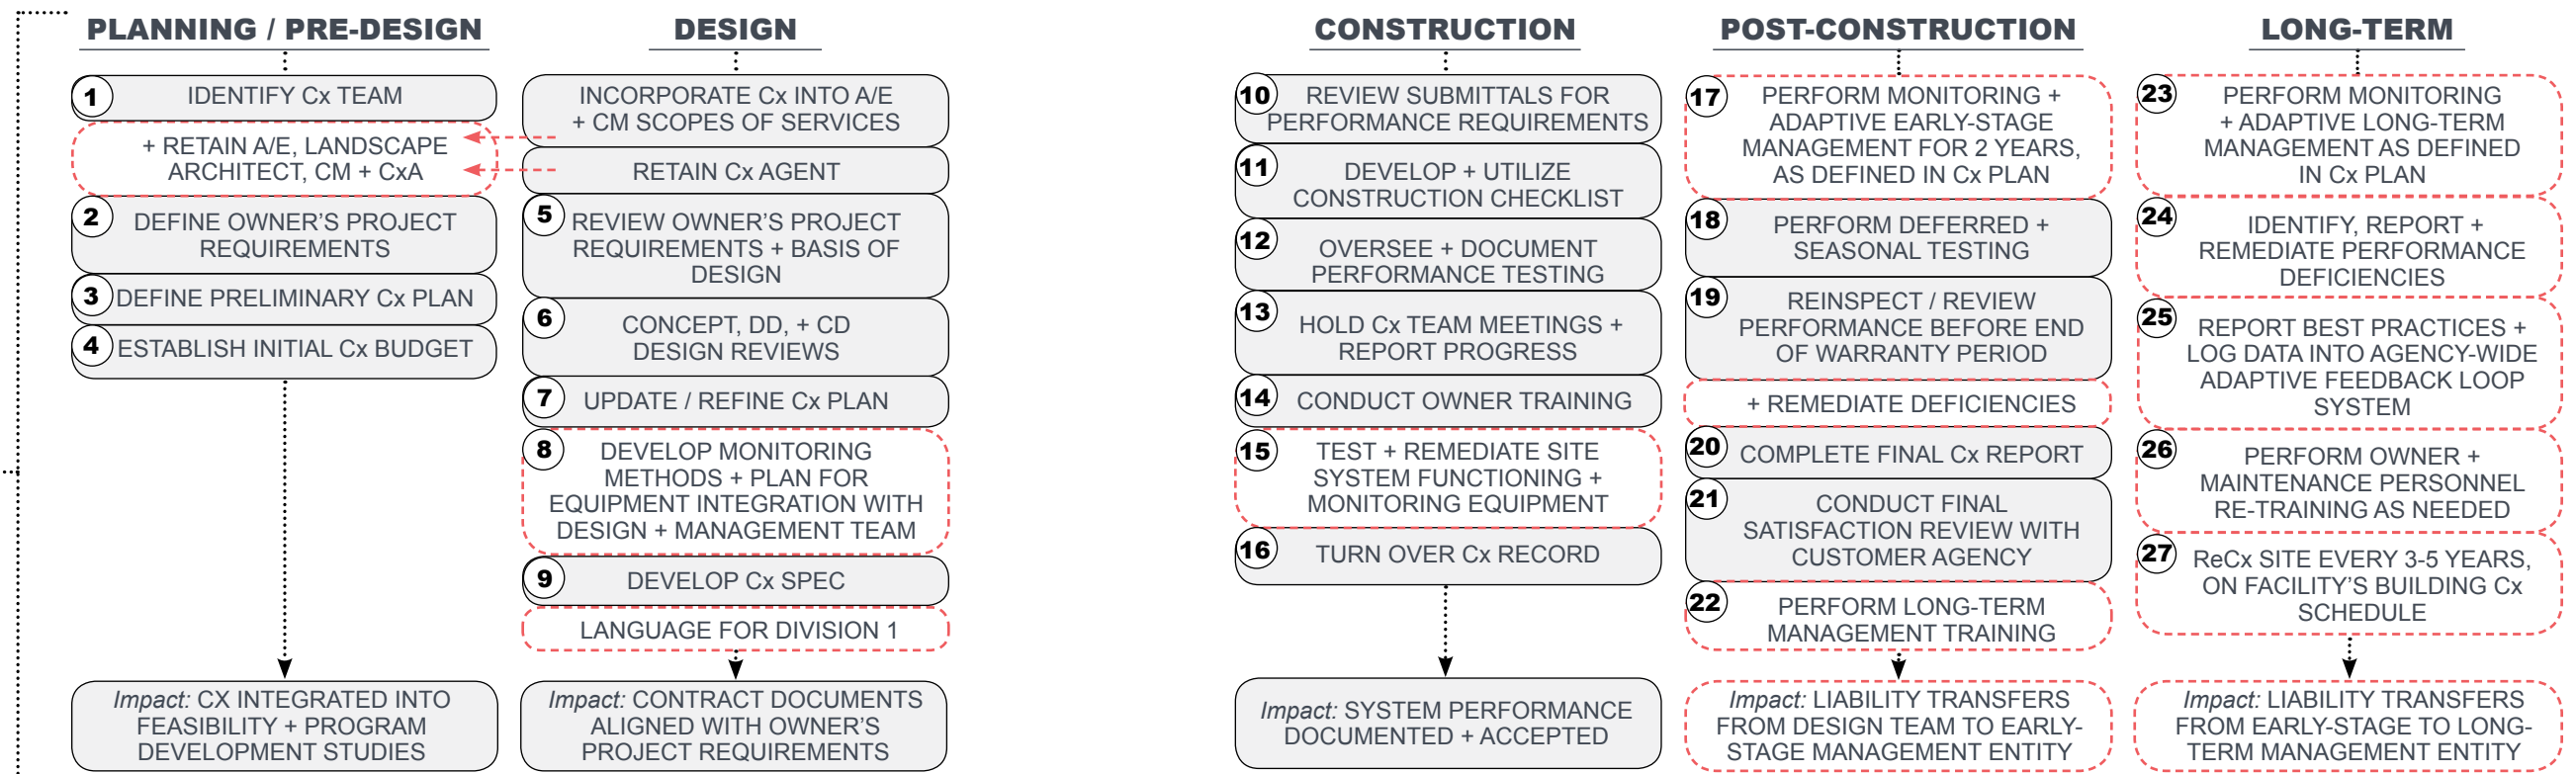 PLANNING / PRE-DESIGN
1
IDENTIFY Cx TEAM
+ RETAIN A/E, LANDSCAPE
ARCHITECT, CM + CxA
2
DEFINE OWNER'S PROJECT
REQUIREMENTS
3
DEFINE PRELIMINARY Cx PLAN
4
ESTABLISH INITIAL Cx BUDGET
Impact: CX INTEGRATED INTO
FEASIBILITY + PROGRAM
DEVELOPMENT STUDIES
DESIGN
INCORPORATE Cx INTO A/E
+ CM SCOPES OF SERVICES
RETAIN Cx AGENT
5
REVIEW OWNER'S PROJECT
REQUIREMENTS + BASIS OF
DESIGN
6
CONCEPT, DD, + CD
DESIGN REVIEWS
7
UPDATE / REFINE Cx PLAN
8
DEVELOP MONITORING
METHODS + PLAN FOR
EQUIPMENT INTEGRATION WITH
DESIGN + MANAGEMENT TEAM
9
DEVELOP Cx SPEC
LANGUAGE FOR DIVISION 1
Impact: CONTRACT DOCUMENTS
ALIGNED WITH OWNER'S
PROJECT REQUIREMENTS
CONSTRUCTION
10
REVIEW SUBMITTALS FOR
PERFORMANCE REQUIREMENTS
11
DEVELOP + UTILIZE
CONSTRUCTION CHECKLIST
12
OVERSEE + DOCUMENT
PERFORMANCE TESTING
13
HOLD Cx TEAM MEETINGS +
REPORT PROGRESS
14
CONDUCT OWNER TRAINING
15
TEST + REMEDIATE SITE
SYSTEM FUNCTIONING +
MONITORING EQUIPMENT
16
TURN OVER Cx RECORD
Impact: SYSTEM PERFORMANCE
DOCUMENTED + ACCEPTED
POST-CONSTRUCTION
17
PERFORM MONITORING +
ADAPTIVE EARLY-STAGE
MANAGEMENT FOR 2 YEARS,
AS DEFINED IN Cx PLAN
18
PERFORM DEFERRED +
SEASONAL TESTING
19
REINSPECT / REVIEW
PERFORMANCE BEFORE END
OF WARRANTY PERIOD
+ REMEDIATE DEFICIENCIES
20
COMPLETE FINAL Cx REPORT
21
CONDUCT FINAL
SATISFACTION REVIEW WITH
CUSTOMER AGENCY
22
PERFORM LONG-TERM
MANAGEMENT TRAINING
Impact: LIABILITY TRANSFERS
FROM DESIGN TEAM TO EARLY-
STAGE MANAGEMENT ENTITY
LONG-TERM
23
PERFORM MONITORING
+ ADAPTIVE LONG-TERM
MANAGEMENT AS DEFINED
IN Cx PLAN
24
IDENTIFY, REPORT +
REMEDIATE PERFORMANCE
DEFICIENCIES
25
REPORT BEST PRACTICES +
LOG DATA INTO AGENCY-WIDE
ADAPTIVE FEEDBACK LOOP
SYSTEM
26
PERFORM OWNER +
MAINTENANCE PERSONNEL
RE-TRAINING AS NEEDED
27
ReCx SITE EVERY 3-5 YEARS,
ON FACILITY'S BUILDING Cx
SCHEDULE
Impact: LIABILITY TRANSFERS
FROM EARLY-STAGE TO LONG-
TERM MANAGEMENT ENTITY